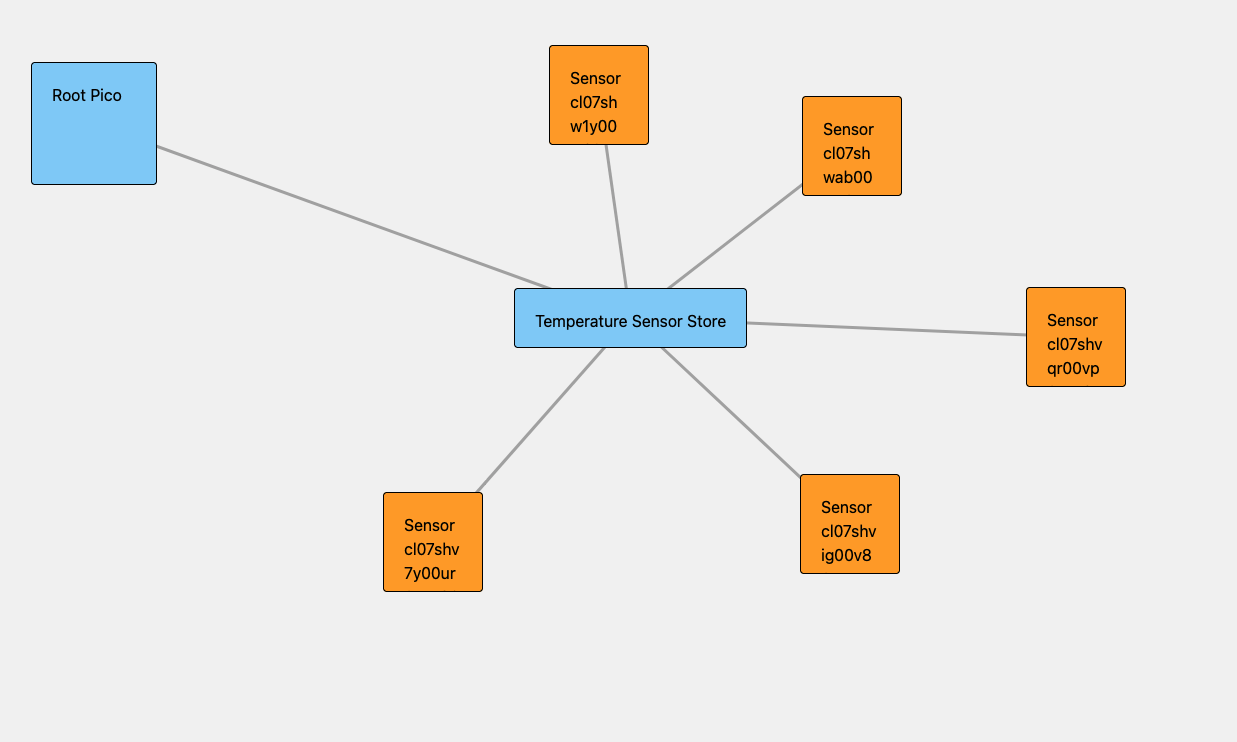 Root Pico
Sensor
cl07sh
w1y00
Sensor
cl07sh
wab00
Temperature Sensor Store
Sensor
cl07shv
qr00vp
Sensor
cl07shv
7y00ur
Sensor
cl07shv
ig00v8